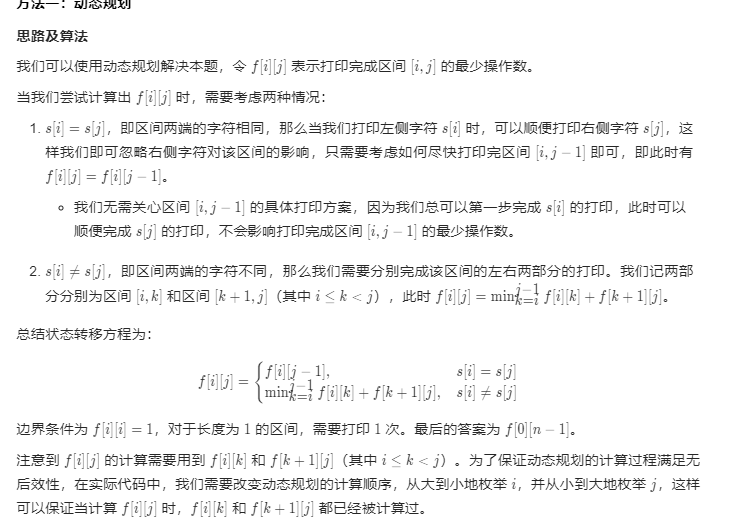 方法一：动态规划
思路及算法
我们可以使用动态规划解决本题，令 f[i][j] 表示打印完成区间 [i, j] 的最少操作数。
当我们尝试计算出 f[i][j] 时，需要考虑两种情况：
1. s[i] = s[j]，即区间两端的字符相同，那么当我们打印左侧字符 s[i] 时，可以顺便打印右侧字符 s[j]，这
样我们即可忽略右侧字符对该区间的影响，只需要考虑如何尽快打印完区间 [i, j − 1] 即可，即此时有
f[i][j] = f[i][j − 1]。
○ 我们无需关心区间 [i, j − 1] 的具体打印方案，因为我们总可以第一步完成 s[i] 的打印，此时可以
顺便完成 s[j] 的打印，不会影响打印完成区间 [i, j − 1] 的最少操作数。
2. s[i] ≠ s[j]，即区间两端的字符不同，那么我们需要分别完成该区间的左右两部分的打印。我们记两部
分分别为区间 [i, k] 和区间 [k + 1, j]（其中 i ≤ k < j），此时 f[i][j] = min_{k=i}^{j−1} f[i][k] + f[k + 1][j]。
总结状态转移方程为：
f[i][j] = { f[i][j − 1], s[i] = s[j]
min_{k=i}^{j−1} f[i][k] + f[k + 1][j], s[i] ≠ s[j]
边界条件为 f[i][i] = 1，对于长度为 1 的区间，需要打印 1 次。最后的答案为 f[0][n − 1]。
注意到 f[i][j] 的计算需要用到 f[i][k] 和 f[k + 1][j]（其中 i ≤ k < j）。为了保证动态规划的计算过程满足无
后效性，在实际代码中，我们需要改变动态规划的计算顺序，从大到小地枚举 i，并从小到大地枚举 j，这样
可以保证当计算 f[i][j] 时，f[i][k] 和 f[k + 1][j] 都已经被计算过。